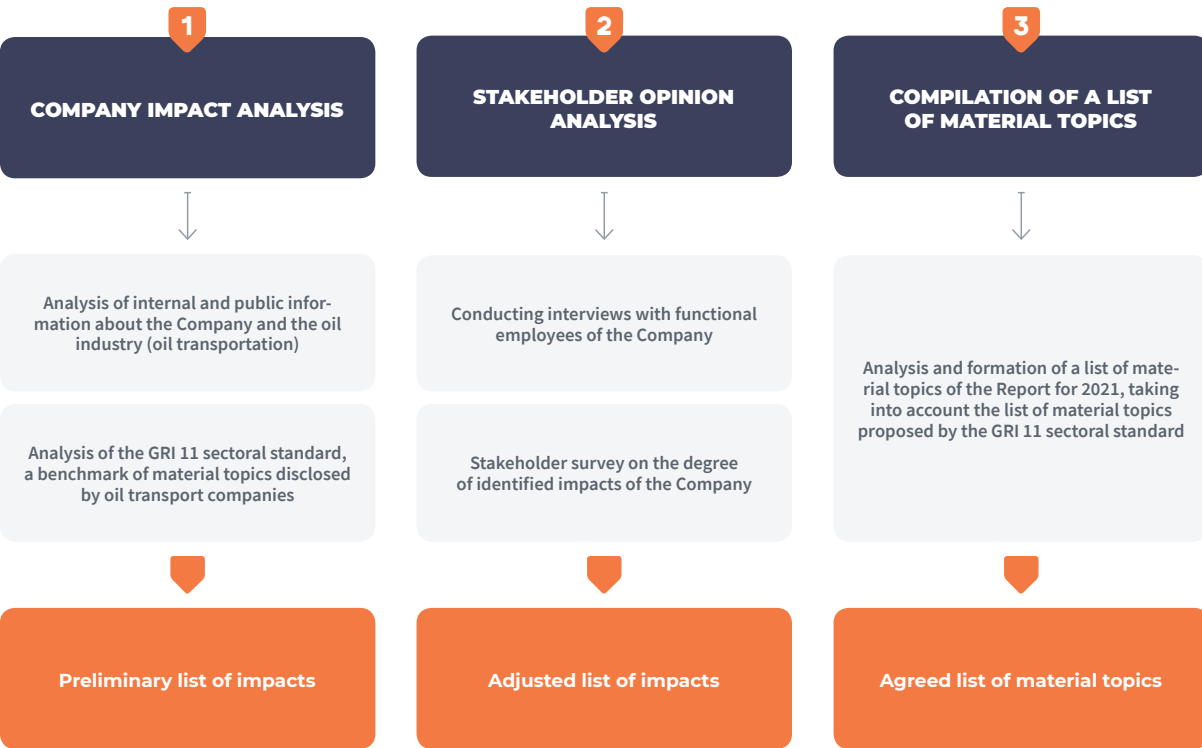 1
COMPANY IMPACT ANALYSIS
Analysis of internal and public infor-
mation about the Company and the oil
industry (oil transportation)
Analysis of the GRI 11 sectoral standard,
a benchmark of material topics disclosed
by oil transport companies
Preliminary list of impacts
2
STAKEHOLDER OPINION
ANALYSIS
Conducting interviews with functional
employees of the Company
Stakeholder survey on the degree
of identified impacts of the Company
Adjusted list of impacts
3
COMPILATION OF A LIST
OF MATERIAL TOPICS
Analysis and formation of a list of mate-
rial topics of the Report for 2021, taking
into account the list of material topics
proposed by the GRI 11 sectoral standard
Agreed list of material topics